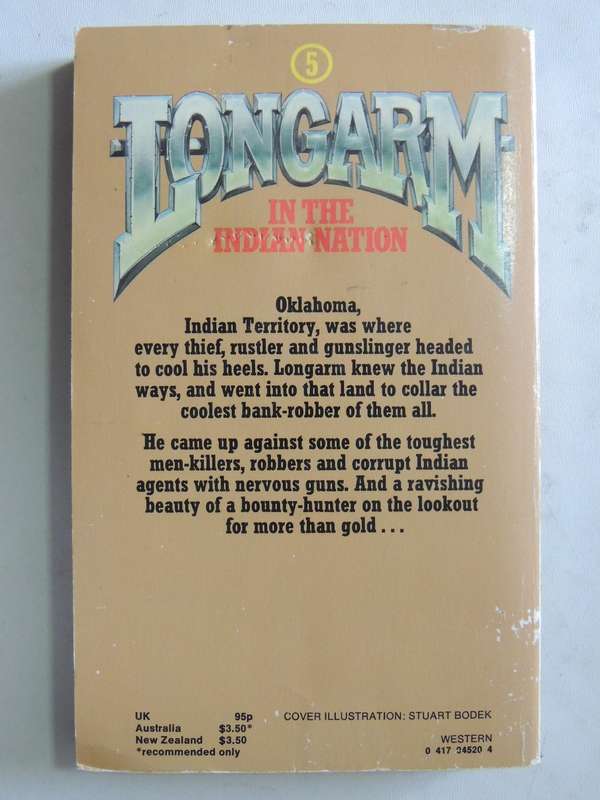 5
LONGARM
IN THE
INDIAN NATION
Oklahoma,
Indian Territory, was where
every thief, rustler and gunslinger headed
to cool his heels. Longarm knew the Indian
ways, and went into that land to collar the
coolest bank-robber of them all.
He came up against some of the toughest
men-killers, robbers and corrupt Indian
agents with nervous guns. And a ravishing
beauty of a bounty-hunter on the lookout
for more than gold . . .
UK 95p
Australia $3.50*
New Zealand $3.50
*recommended only
COVER ILLUSTRATION: STUART BODEK
WESTERN
0 417 04520 4